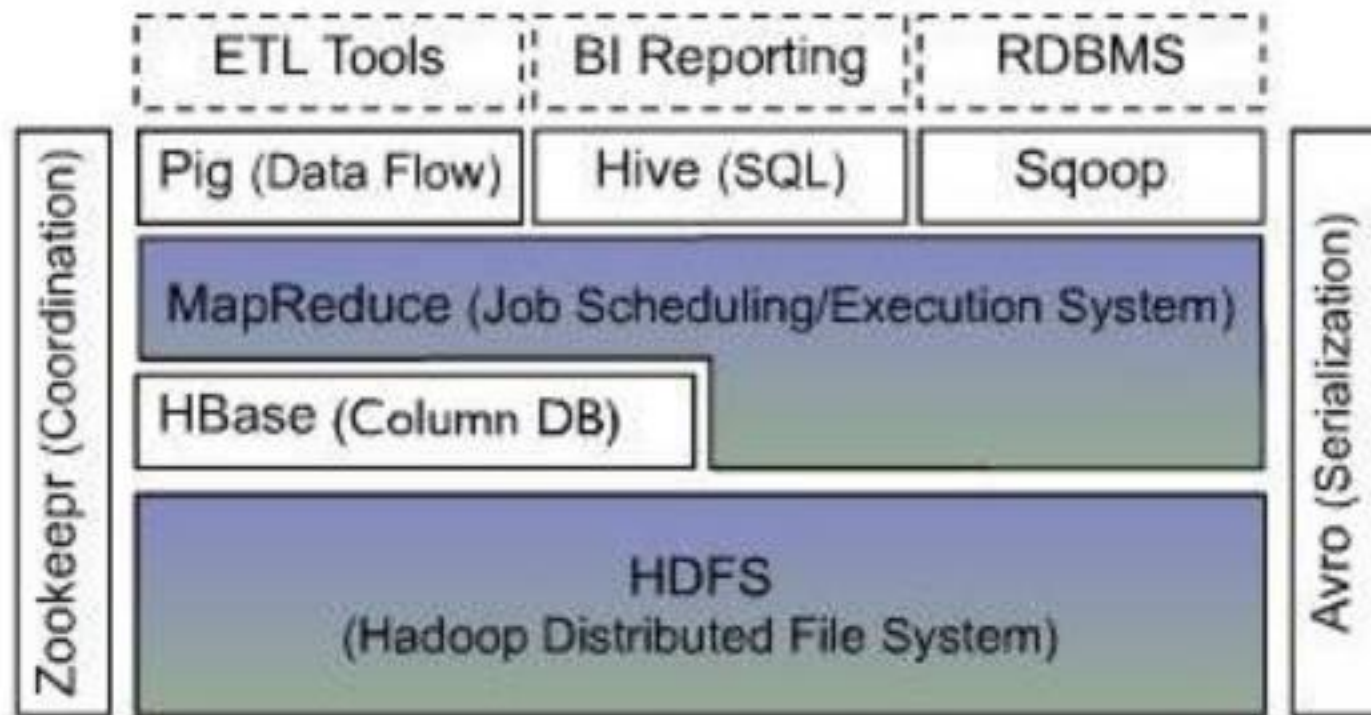 ETL Tools
BI Reporting
RDBMS
Pig (Data Flow)
Hive (SQL)
Sqoop
MapReduce (Job Scheduling/Execution System)
HBase (Column DB)
HDFS
(Hadoop Distributed File System)
Zookeepr (Coordination)
Avro (Serialization)